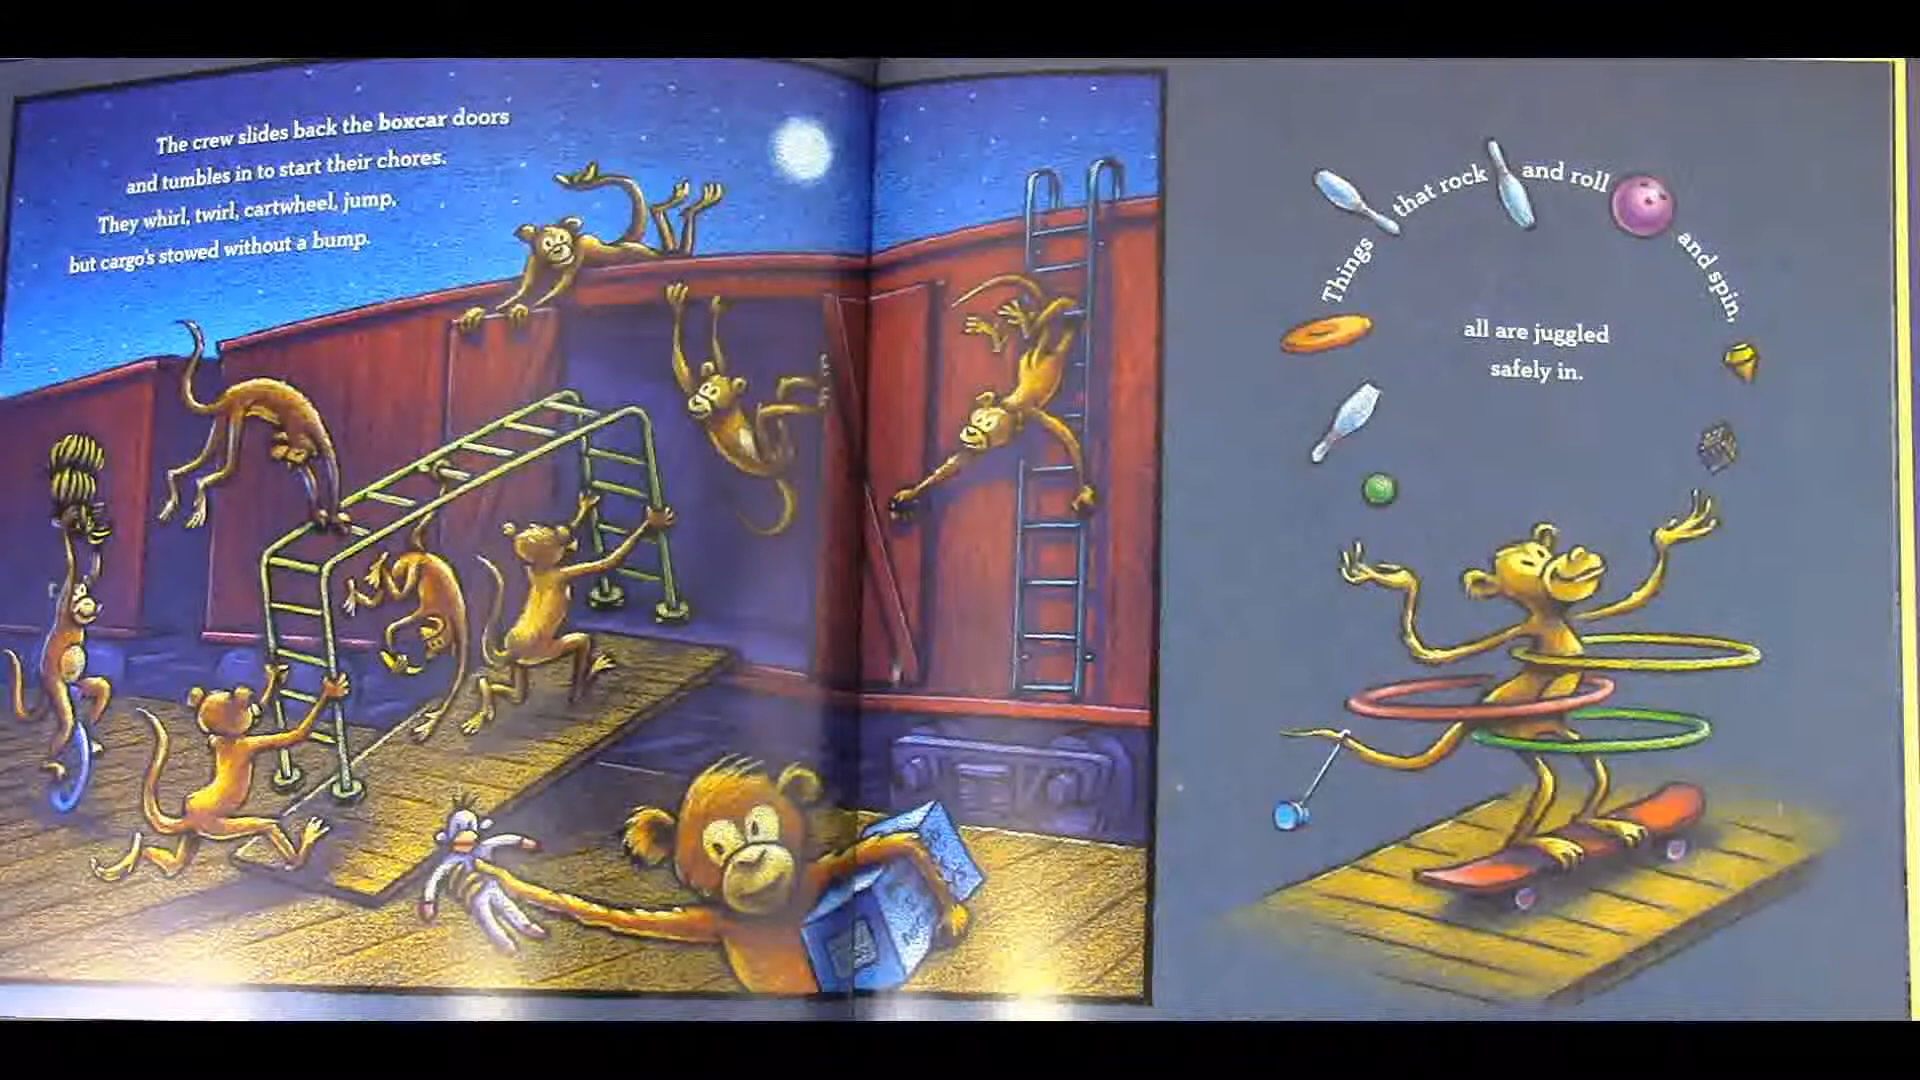 The crew slides back the boxcar doors
and tumbles in to start their chores.
They whirl, twirl, cartwheel, jump,
but cargo's stowed without a bump.
Things that rock and roll and spin,
all are juggled
safely in.